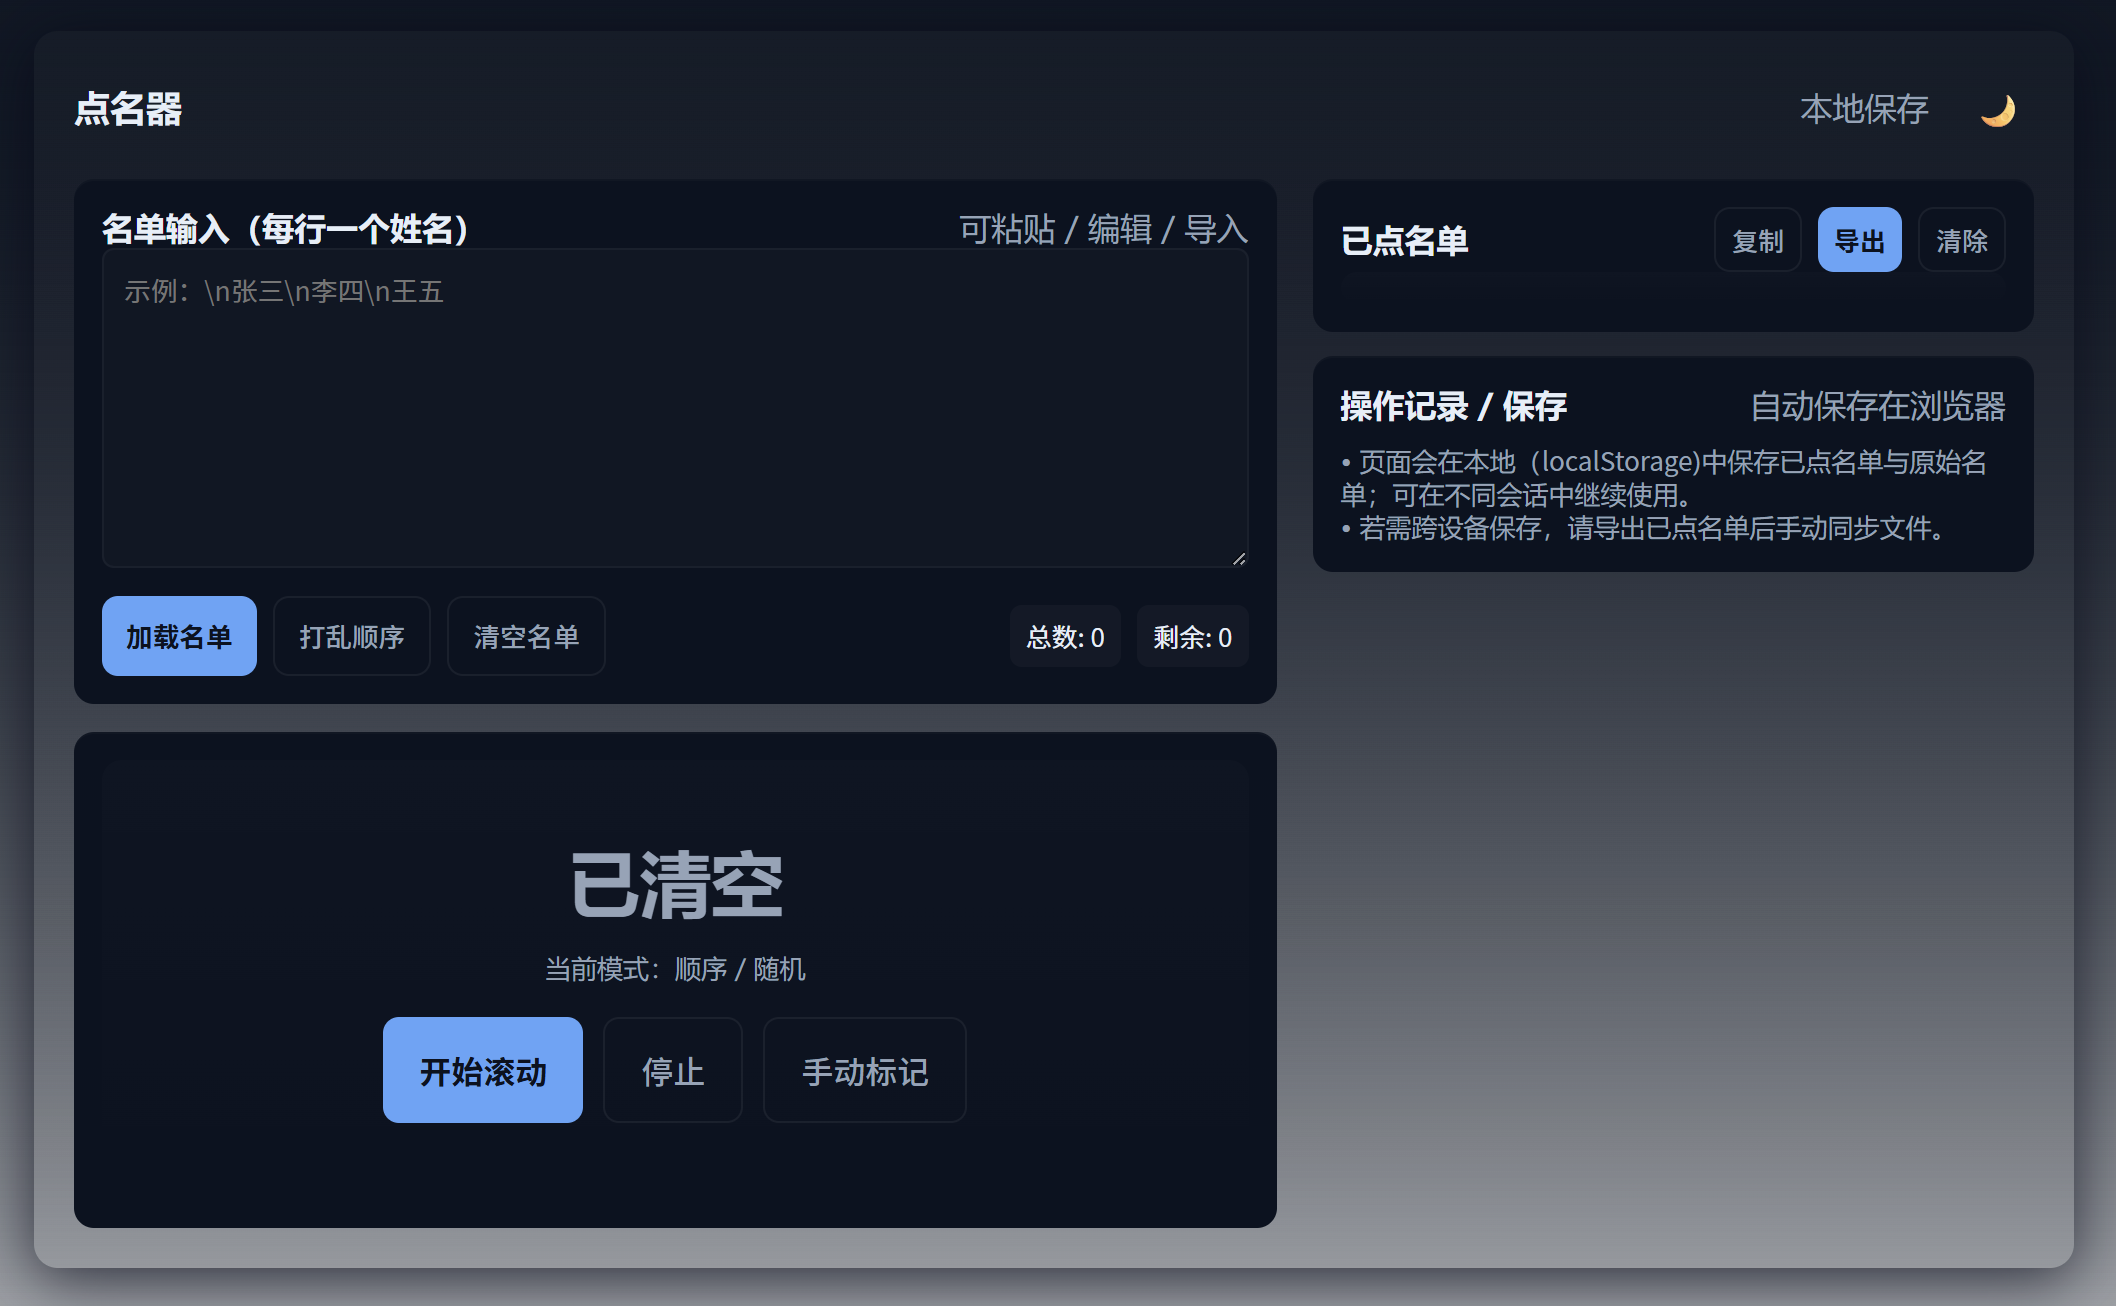 点名器
本地保存
名单输入（每行一个姓名）
可粘贴 / 编辑 / 导入
示例：\n张三\n李四\n王五
加载名单
打乱顺序
清空名单
总数: 0
剩余: 0
已清空
当前模式：顺序 / 随机
开始滚动
停止
手动标记
已点名单
复制
导出
清除
操作记录 / 保存
自动保存在浏览器
• 页面会在本地（localStorage)中保存已点名单与原始名
单；可在不同会话中继续使用。
• 若需跨设备保存，请导出已点名单后手动同步文件。